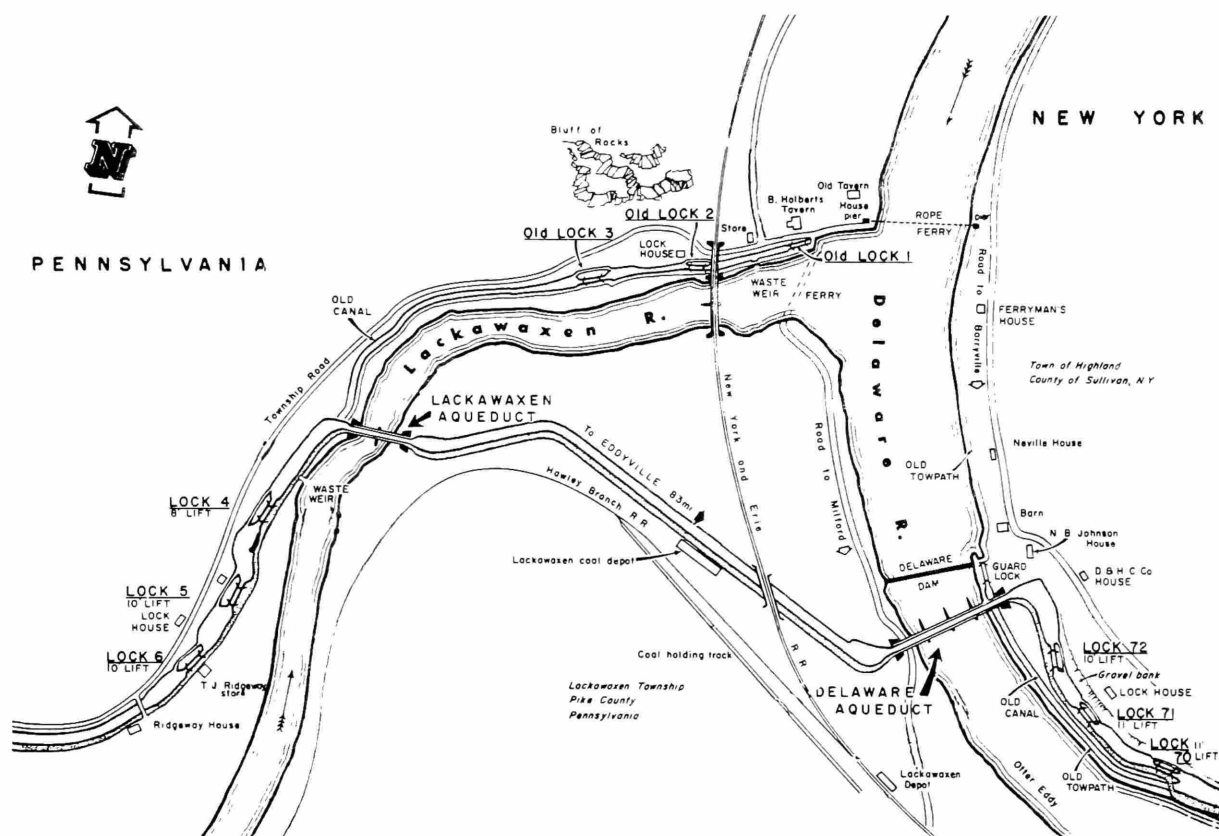 NEW YORK
N
Bluff of
Rocks
Old Tavern
B. Holberts
Tavern
House
pier
ROPE
FERRY
Old LOCK 2
Store
Old LOCK 3
LOCK
HOUSE
Old LOCK 1
PENNSYLVANIA
WASTE
WEIR
FERRY
Road to Barryville
FERRYMAN'S
HOUSE
OLD
CANAL
Lackawaxen R.
Delaware R.
Town of Highland
County of Sullivan, N.Y
Township Road
New York and Erie R R
LACKAWAXEN
AQUEDUCT
To EDDYVILLE 83mi
Road to Milford
Neville House
OLD
TOWPATH
Hawley Branch R R
LOCK 4
8' LIFT
WASTE
WEIR
Barn
N B Johnson
House
Lackawaxen coal depot
DELAWARE
DAM
GUARD
LOCK
D & H C Co
HOUSE
LOCK 5
10' LIFT
LOCK
HOUSE
LOCK 6
10' LIFT
LOCK 72
10' LIFT
Coal holding track
Gravel bank
LOCK HOUSE
T J Ridgeway
store
Lackawaxen Township
Pike County
Pennsylvania
DELAWARE
AQUEDUCT
OLD
CANAL
LOCK 71
11' LIFT
Ridgeway House
LOCK 11'
70 LIFT
Lackawaxen
Depot
Otter Eddy
OLD
TOWPATH